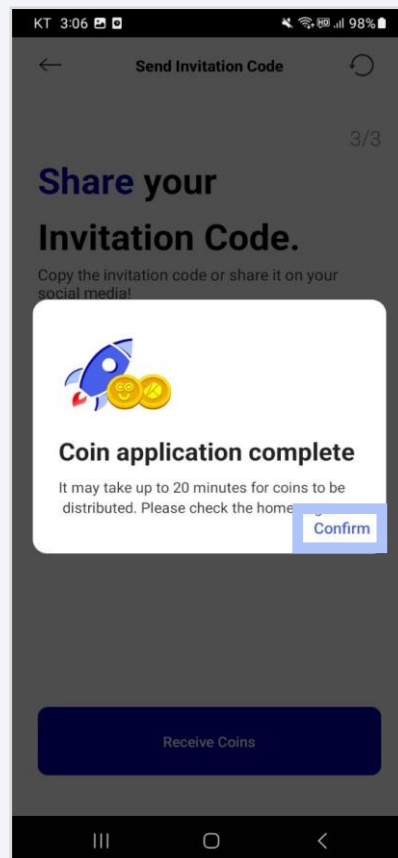 KT 3:06 98%
Send Invitation Code
3/3
Share your
Invitation Code.
Copy the invitation code or share it on your
social media!
Coin application complete
It may take up to 20 minutes for coins to be
distributed. Please check the home
Confirm
Receive Coins